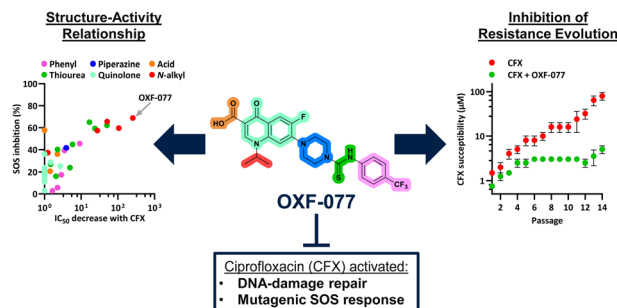 Structure-Activity
Relationship
Phenyl
Piperazine
Acid
Thiourea
Quinolone
N-alkyl
SOS inhibition (%)
100
80
60
40
20
0
OXF-077
10⁰
10¹
10²
10³
IC₅₀ decrease with CFX
O
O
HO
F
N
N
N
H
N
S
CF₃
OXF-077
Ciprofloxacin (CFX) activated:
• DNA-damage repair
• Mutagenic SOS response
Inhibition of
Resistance Evolution
CFX
CFX + OXF-077
CFX susceptibility (μM)
100
10
1
2
4
6
8
10
12
14
Passage